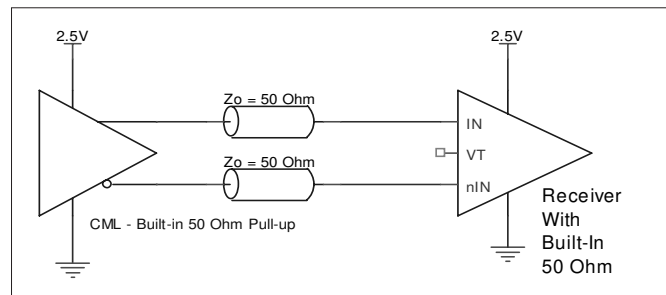 2.5V
2.5V
Zo = 50 Ohm
IN
VT
Zo = 50 Ohm
nIN
CML - Built-in 50 Ohm Pull-up
Receiver
With
Built-In
50 Ohm